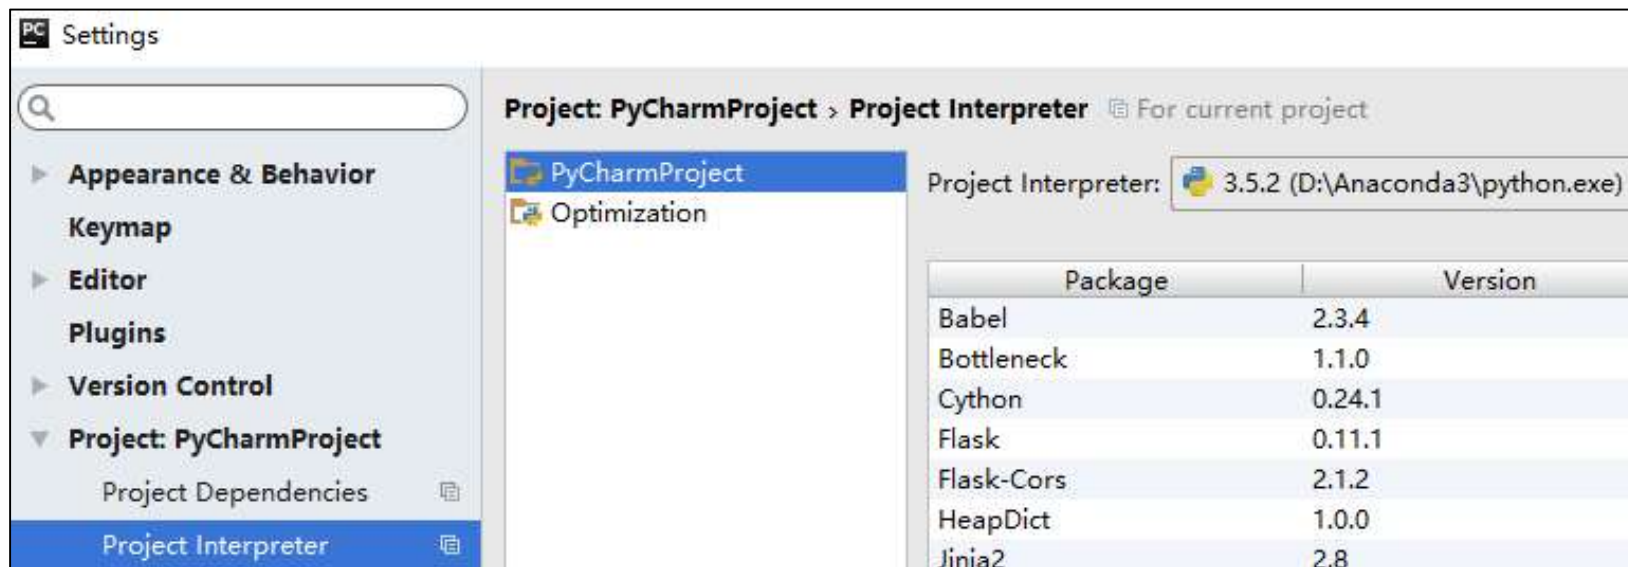 PC Settings
Project: PyCharmProject › Project Interpreter For current project
Appearance & Behavior
Keymap
Editor
Plugins
Version Control
Project: PyCharmProject
Project Dependencies
Project Interpreter
PyCharmProject
Optimization
Project Interpreter: 3.5.2 (D:\Anaconda3\python.exe)
Package Version
Babel 2.3.4
Bottleneck 1.1.0
Cython 0.24.1
Flask 0.11.1
Flask-Cors 2.1.2
HeapDict 1.0.0
Jinja2 2.8